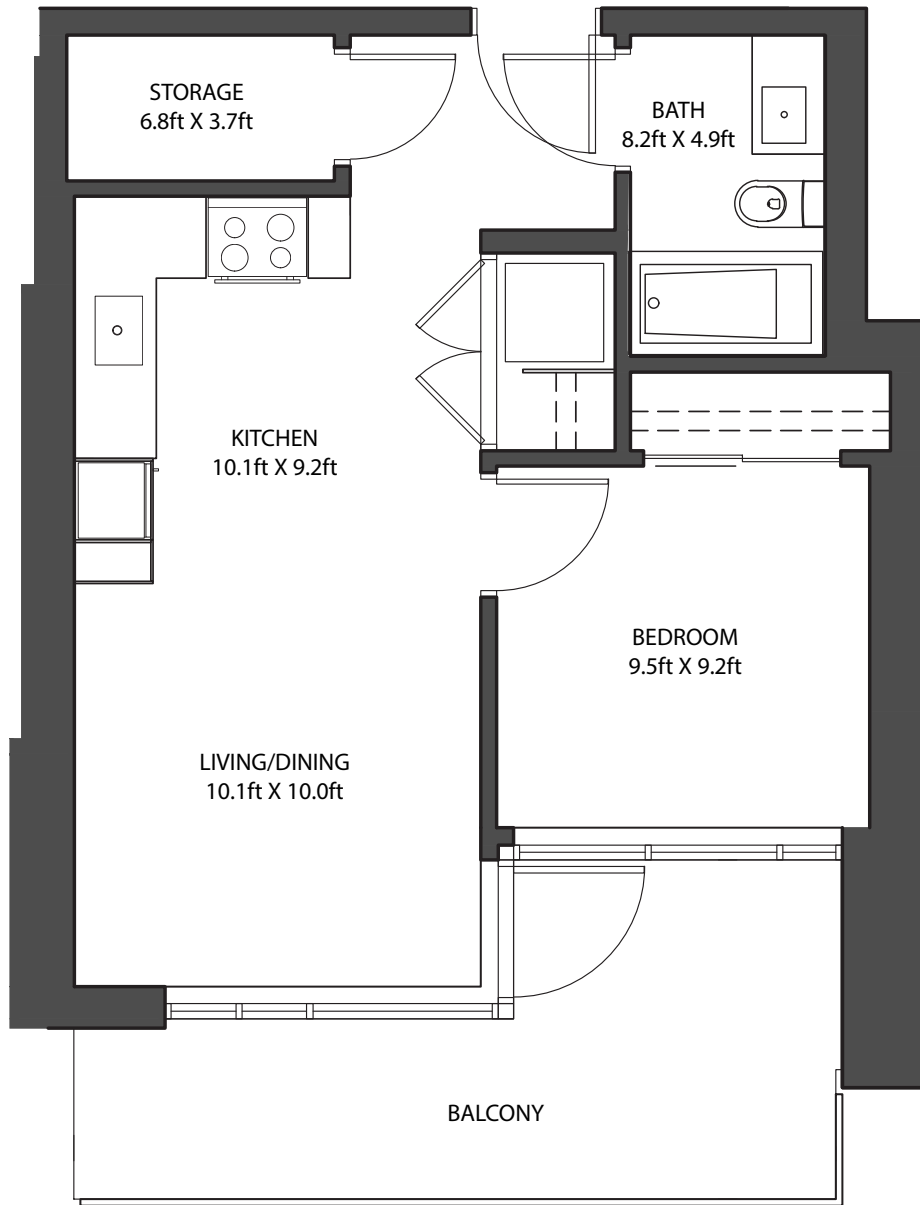 STORAGE
6.8ft X 3.7ft
BATH
8.2ft X 4.9ft
KITCHEN
10.1ft X 9.2ft
BEDROOM
9.5ft X 9.2ft
LIVING/DINING
10.1ft X 10.0ft
BALCONY